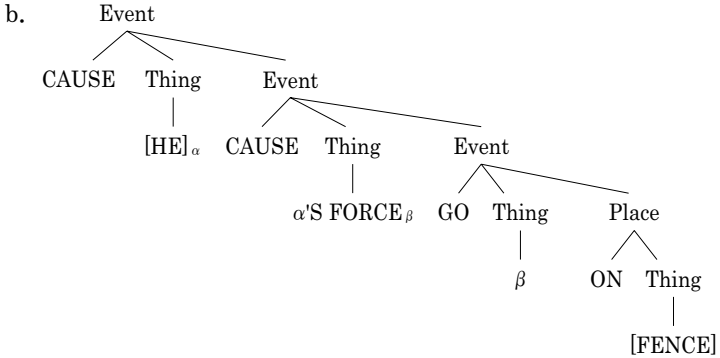 b. Event
CAUSE Thing Event
[HE]α CAUSE Thing Event
α'S FORCEβ GO Thing Place
β ON Thing
[FENCE]